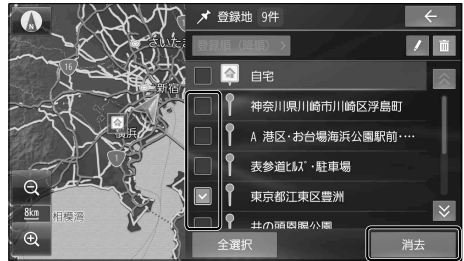 登録地 9件
登録順 (降順)
自宅
神奈川県川崎市川崎区浮島町
A 港区・お台場海浜公園駅前・…
表参道ﾋﾙｽﾞ・駐車場
東京都江東区豊洲
井の頭恩賜公園
全選択
消去
さいたま
16
新宿
横浜
1
8km
相模湾